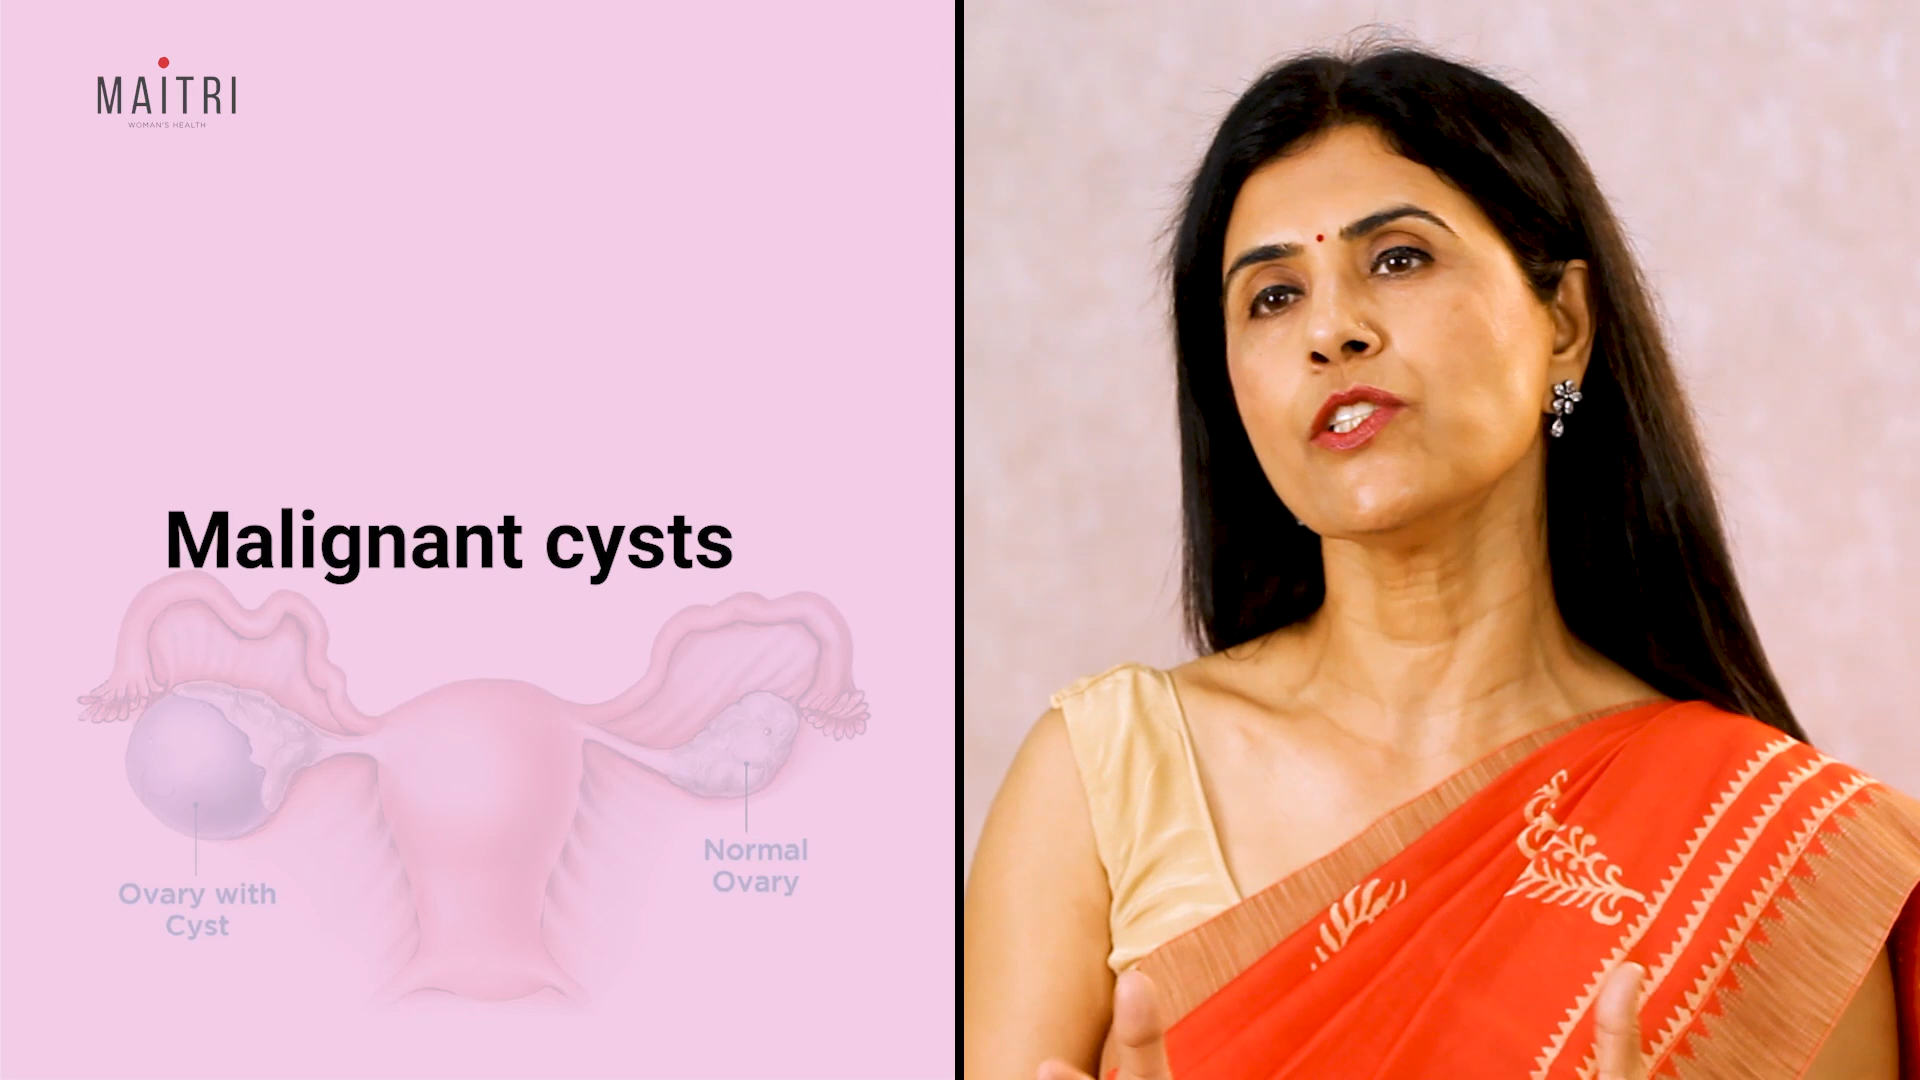 MAITRI
WOMAN'S HEALTH
Malignant cysts
Ovary with
Cyst
Normal
Ovary